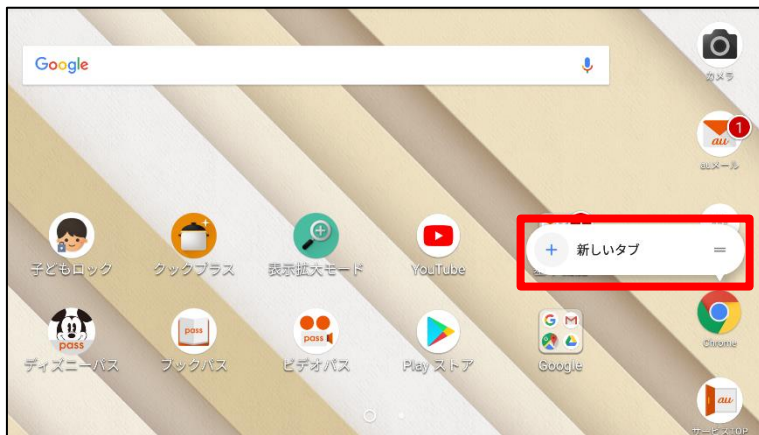 Google
カメラ
1
au
auメール
子どもロック
クックプラス
表示拡大モード
YouTube
+ 新しいタブ =
pass
ディズニーパス
pass
ブックパス
pass
ビデオパス
Play ストア
G M
Google
Chrome
au
サービスTOP